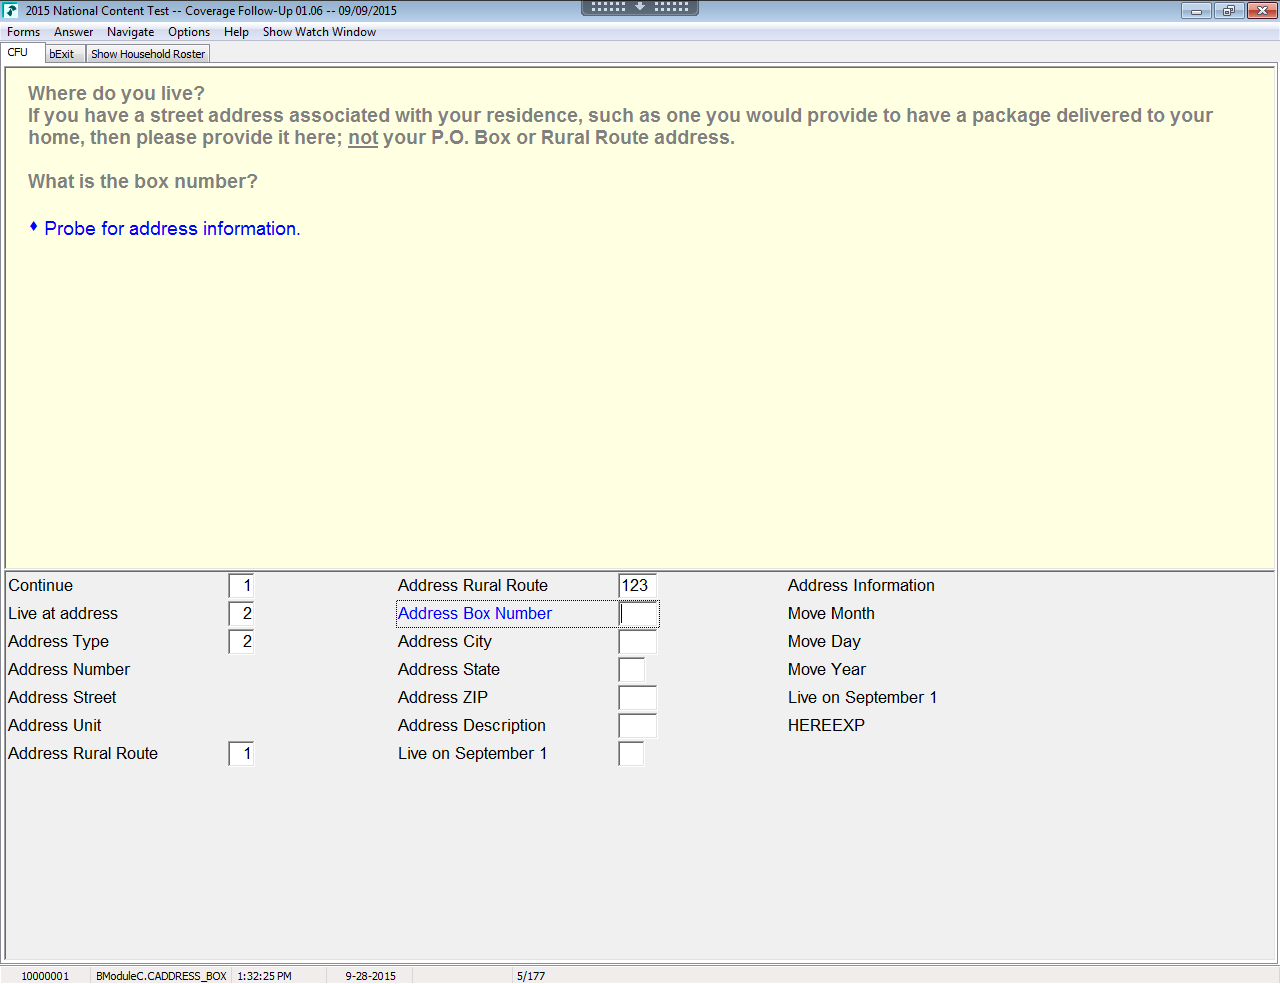 2015 National Content Test -- Coverage Follow-Up 01.06 -- 09/09/2015
Forms Answer Navigate Options Help Show Watch Window
CFU bExit Show Household Roster
Where do you live?
If you have a street address associated with your residence, such as one you would provide to have a package delivered to your
home, then please provide it here; not your P.O. Box or Rural Route address.
What is the box number?
♦ Probe for address information.
Continue 1 Address Rural Route 123 Address Information
Live at address 2 Address Box Number Move Month
Address Type 2 Address City Move Day
Address Number Address State Move Year
Address Street Address ZIP Live on September 1
Address Unit Address Description HEREEXP
Address Rural Route 1 Live on September 1
10000001 BModuleC.CADDRESS_BOX 1:32:25 PM 9-28-2015 5/177